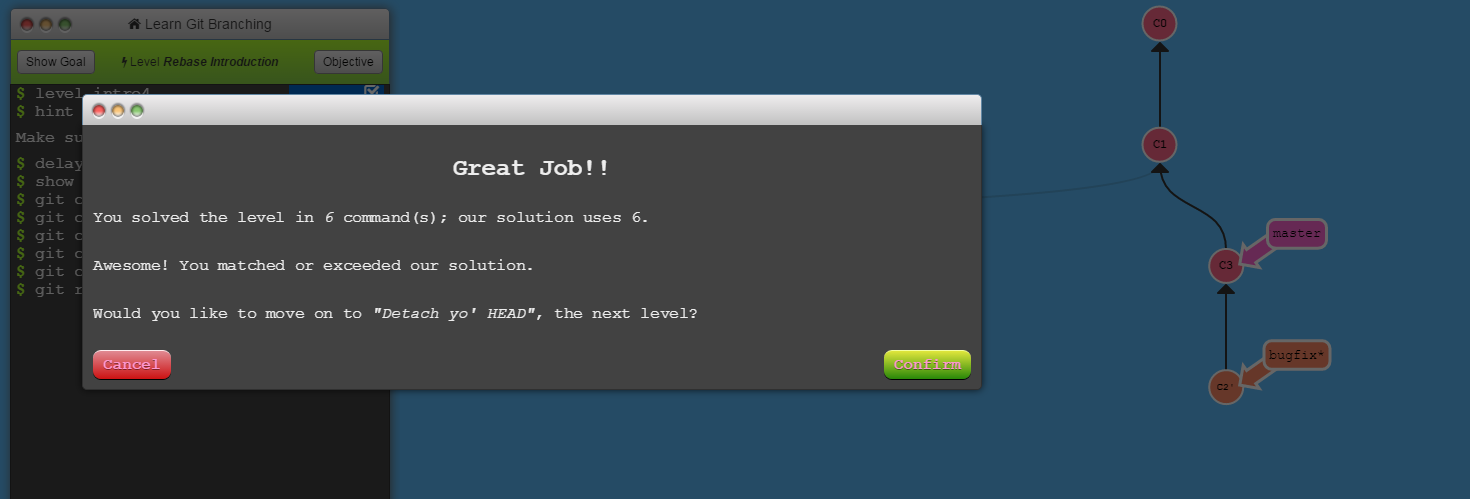 Learn Git Branching
Show Goal
Level Rebase Introduction
Objective
$ level intro4
$ hint
Make su
$ delay
$ show
$ git c
$ git c
$ git c
$ git c
$ git c
$ git r
Great Job!!
You solved the level in 6 command(s); our solution uses 6.
Awesome! You matched or exceeded our solution.
Would you like to move on to "Detach yo' HEAD", the next level?
Cancel
Confirm
C0
C1
master
C3
bugfix*
C2'